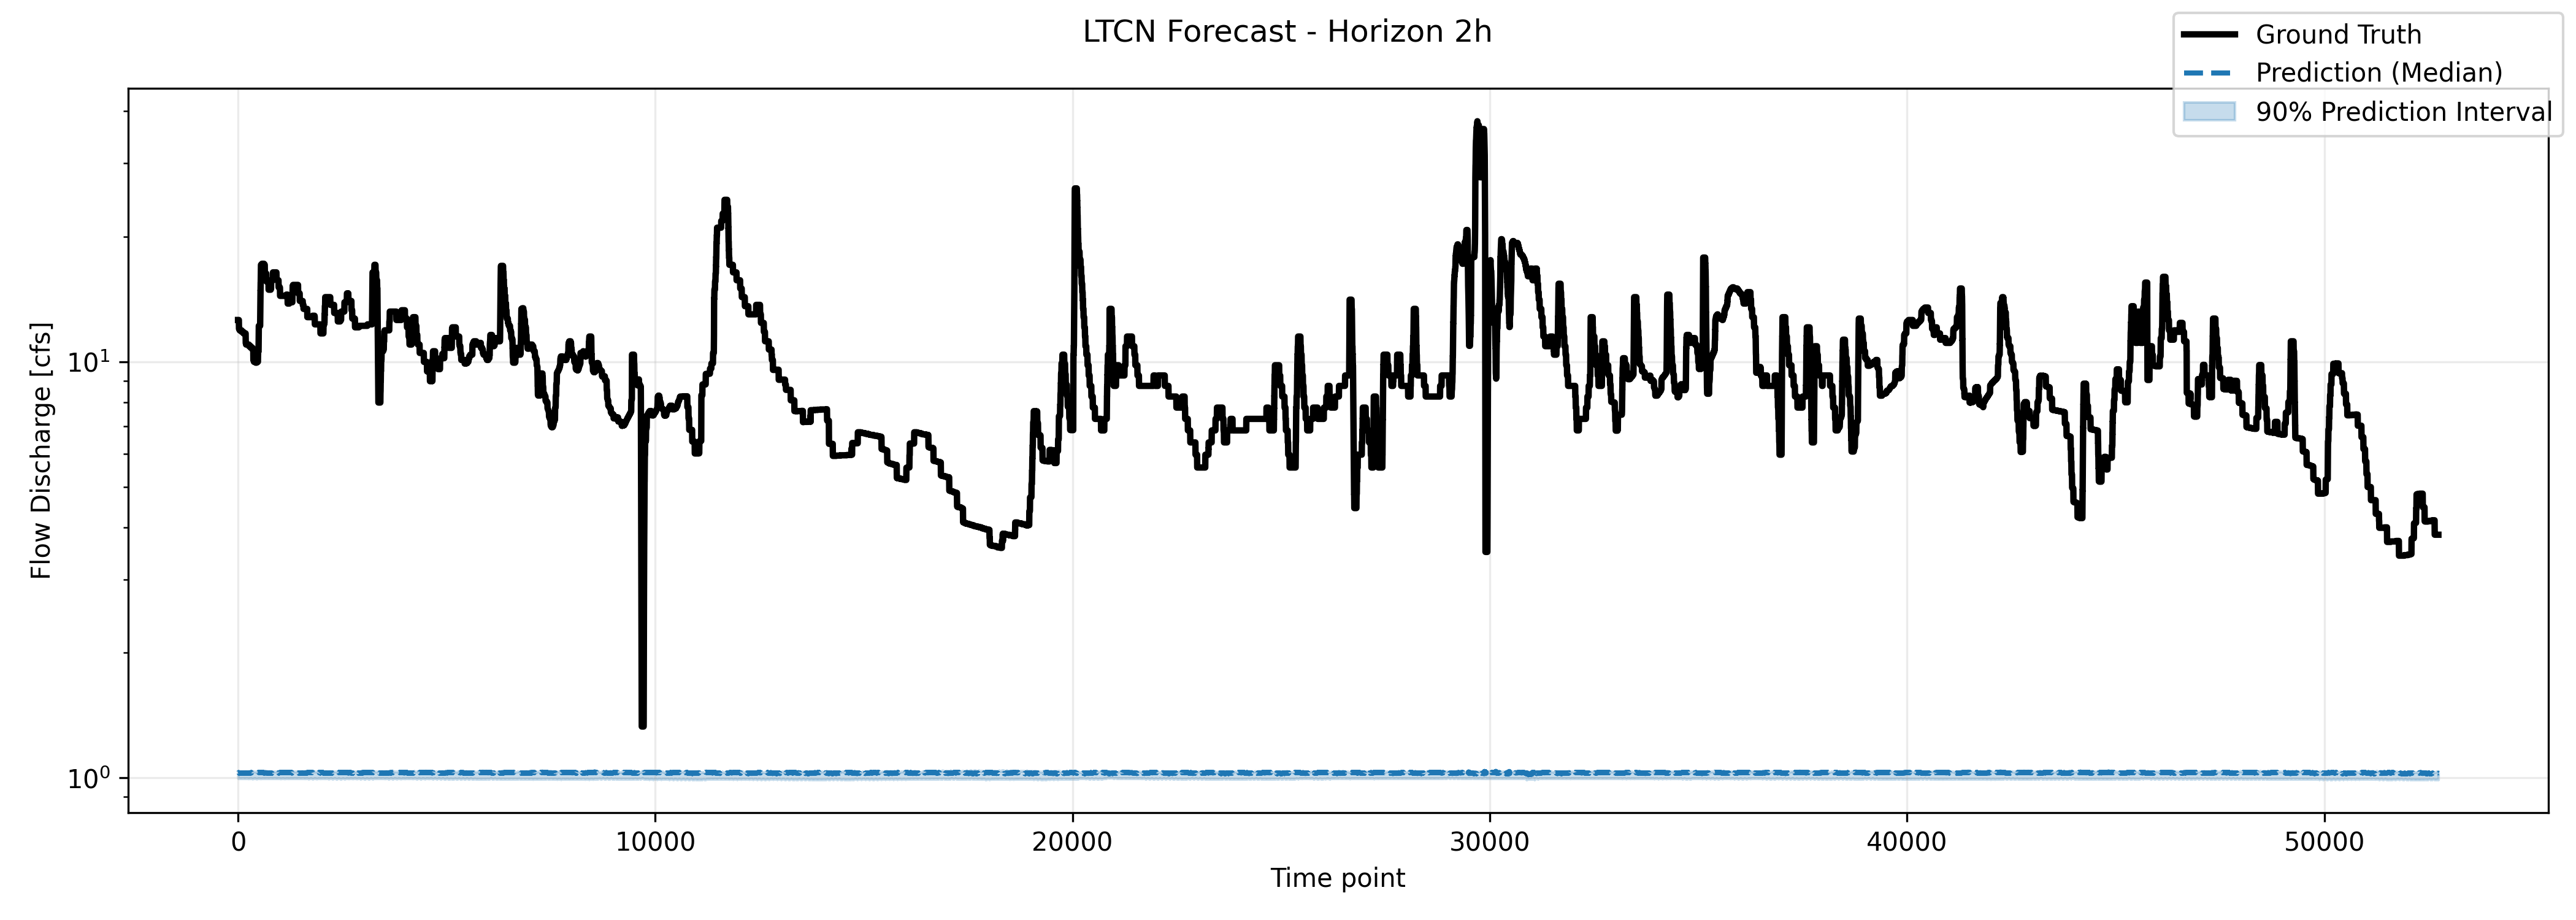 LTCN Forecast - Horizon 2h
Ground Truth
Prediction (Median)
90% Prediction Interval
Flow Discharge [cfs]
10¹
10⁰
0 10000 20000 30000 40000 50000
Time point